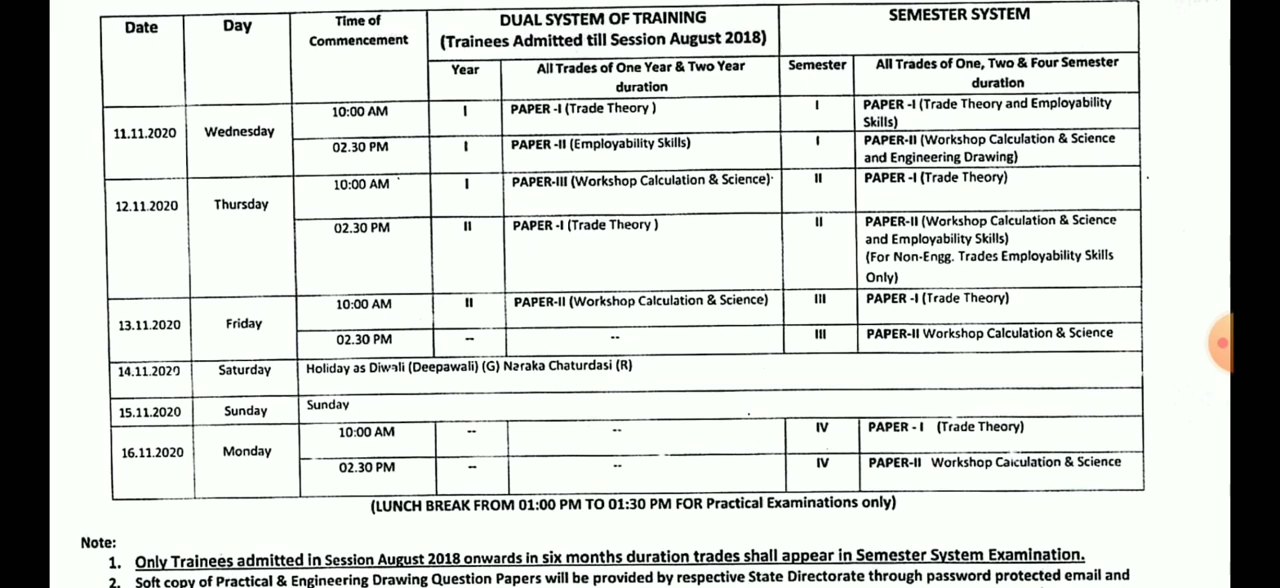 Date Day Time of Commencement DUAL SYSTEM OF TRAINING (Trainees Admitted till Session August 2018) SEMESTER SYSTEM
Year All Trades of One Year & Two Year duration Semester All Trades of One, Two & Four Semester duration
11.11.2020 Wednesday 10:00 AM I PAPER -I (Trade Theory ) I PAPER -I (Trade Theory and Employability Skills)
02.30 PM I PAPER -II (Employability Skills) I PAPER-II (Workshop Calculation & Science and Engineering Drawing)
12.11.2020 Thursday 10:00 AM I PAPER-III (Workshop Calculation & Science) II PAPER -I (Trade Theory)
02.30 PM II PAPER -I (Trade Theory ) II PAPER-II (Workshop Calculation & Science and Employability Skills) (For Non-Engg. Trades Employability Skills Only)
13.11.2020 Friday 10:00 AM II PAPER-II (Workshop Calculation & Science) III PAPER -I (Trade Theory)
02.30 PM -- -- III PAPER-II Workshop Calculation & Science
14.11.2020 Saturday Holiday as Diwali (Deepawali) (G) Naraka Chaturdasi (R)
15.11.2020 Sunday Sunday
16.11.2020 Monday 10:00 AM -- -- IV PAPER - I (Trade Theory)
02.30 PM -- -- IV PAPER-II Workshop Calculation & Science
(LUNCH BREAK FROM 01:00 PM TO 01:30 PM FOR Practical Examinations only)
Note:
1. Only Trainees admitted in Session August 2018 onwards in six months duration trades shall appear in Semester System Examination.
2. Soft copy of Practical & Engineering Drawing Question Papers will be provided by respective State Directorate through password protected email and